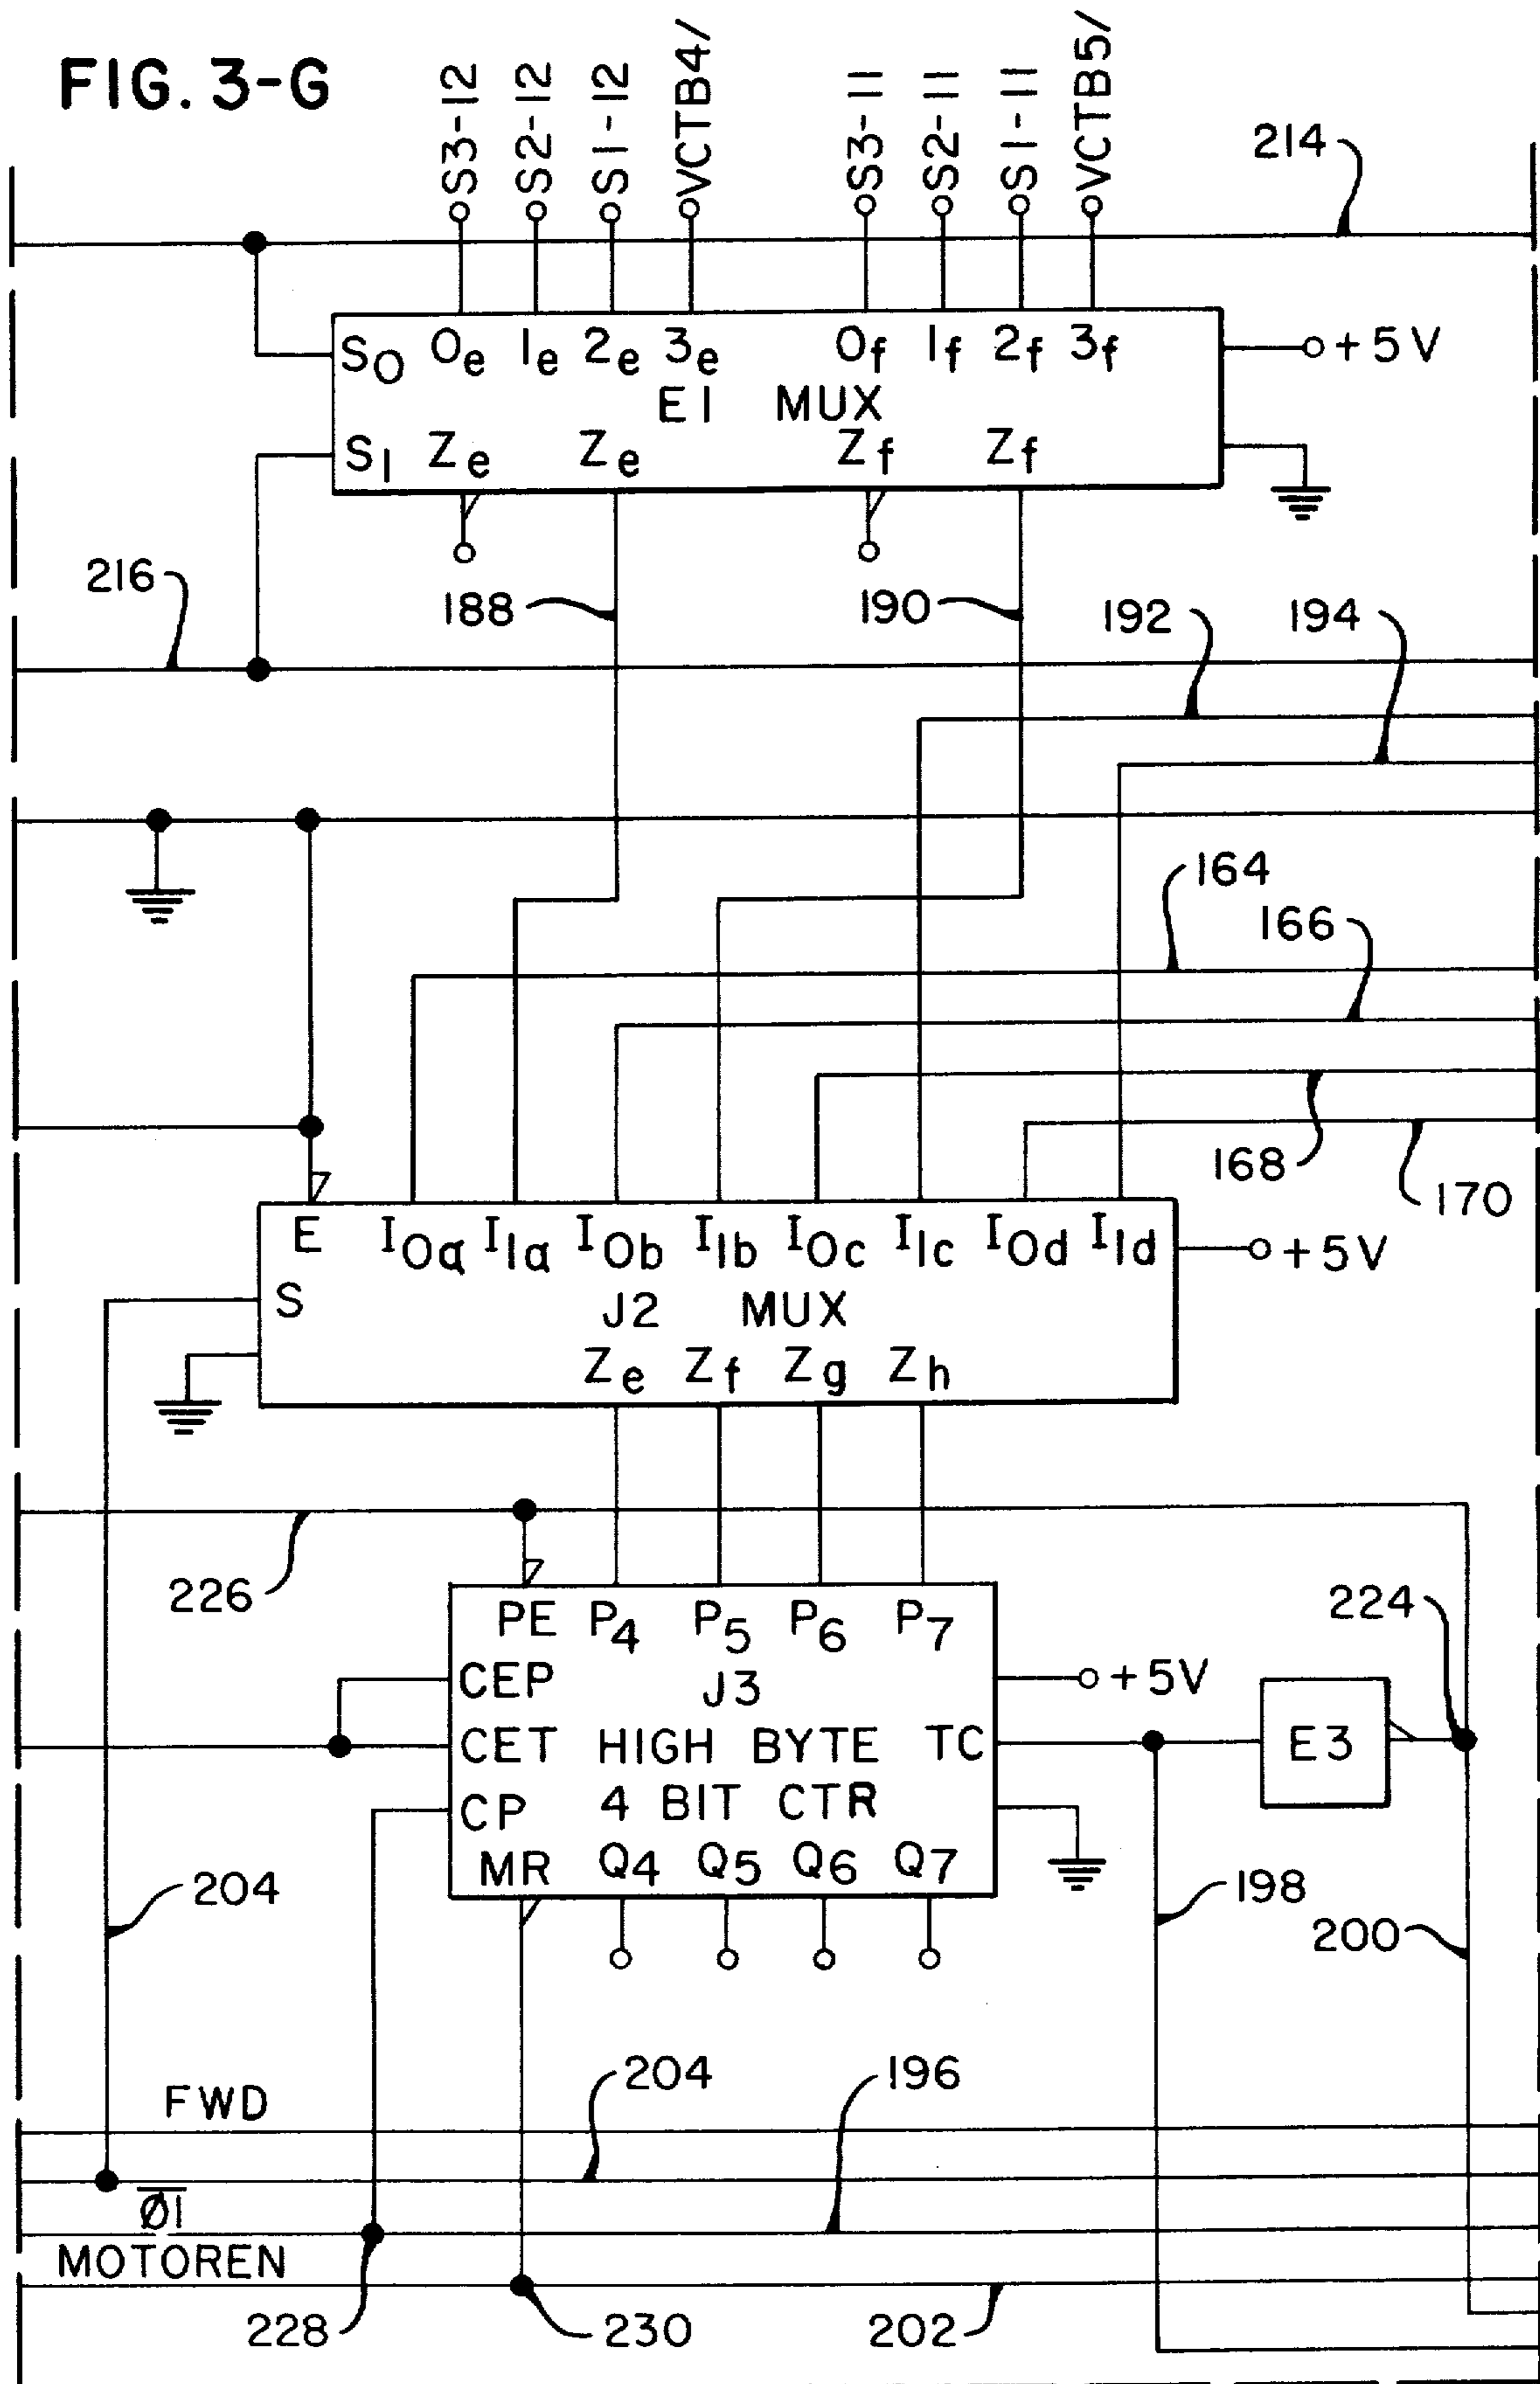 FIG. 3-G
S3-12
S2-12
S1-12
VCTB4/
S3-11
S2-11
S1-11
VCTB5/
214
S0 0e 1e 2e 3e 0f 1f 2f 3f
+5V
E1 MUX
S1 Ze Ze Zf Zf
216
188
190
192
194
164
166
168
170
E I0a I1a I0b I1b I0c I1c I0d I1d
+5V
S
J2 MUX
Ze Zf Zg Zh
226
224
PE P4 P5 P6 P7
CEP J3
+5V
CET HIGH BYTE TC
E3
CP 4 BIT CTR
MR Q4 Q5 Q6 Q7
204
198
200
204
196
FWD
Ø1
MOTOREN
228
230
202